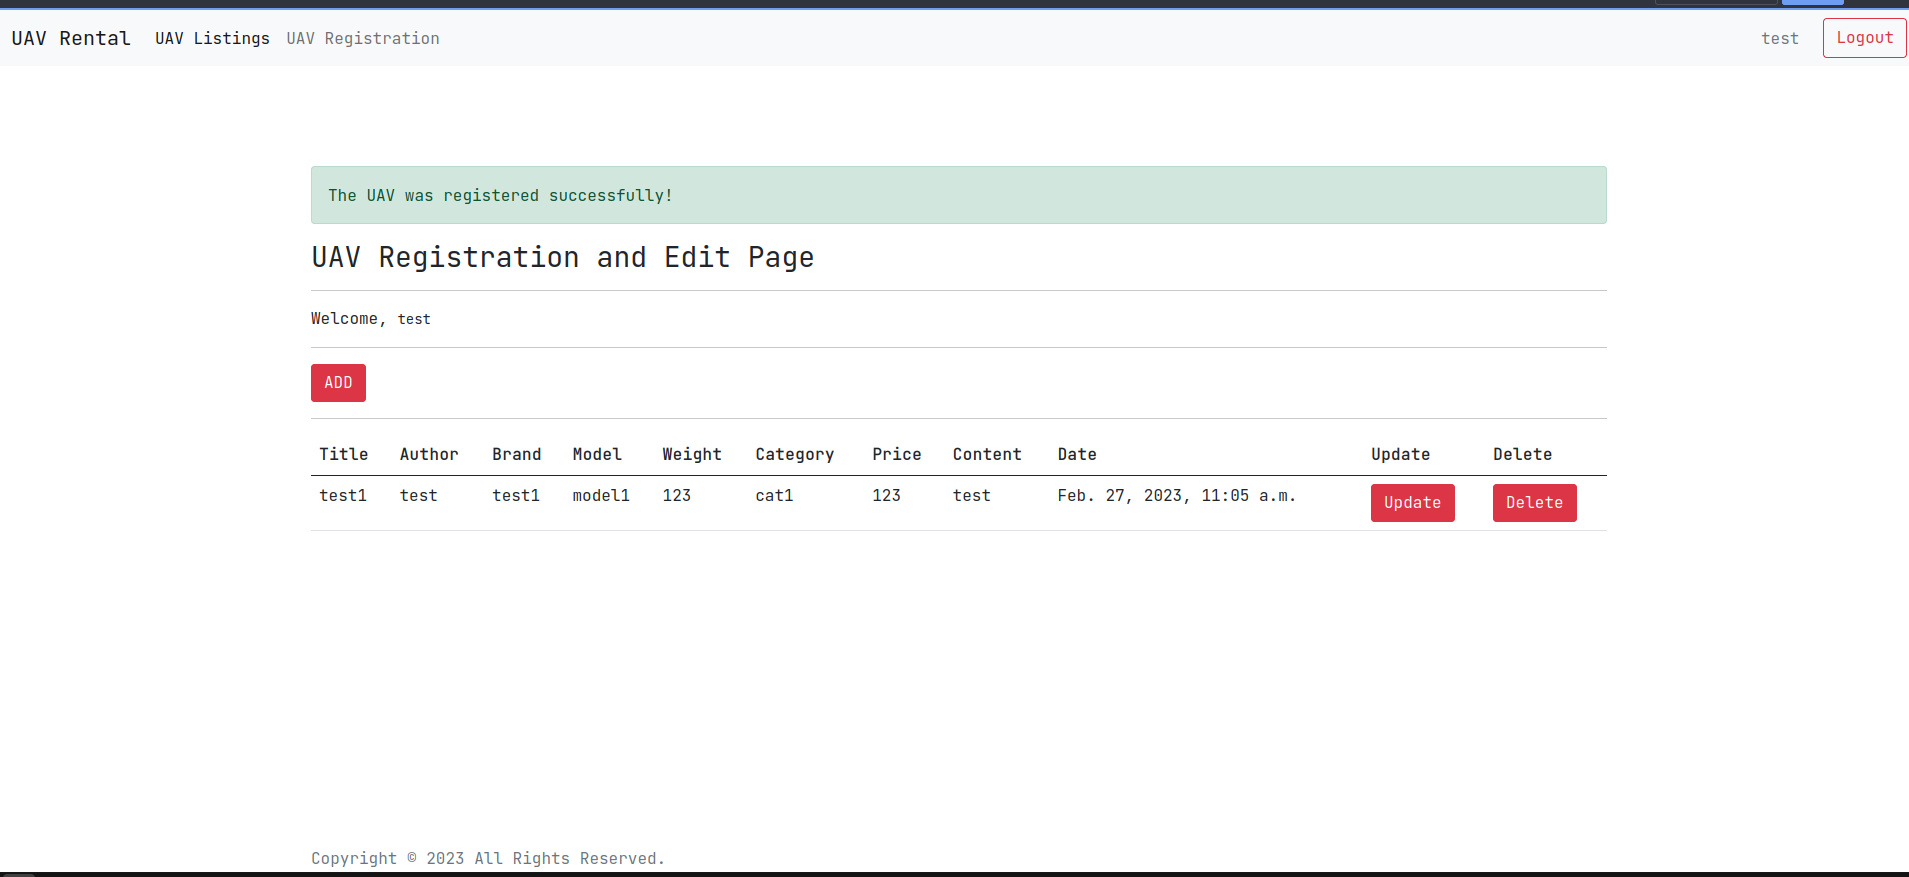 UAV Rental UAV Listings UAV Registration test Logout
The UAV was registered successfully!
UAV Registration and Edit Page
Welcome, test
ADD
Title Author Brand Model Weight Category Price Content Date Update Delete
test1 test test1 model1 123 cat1 123 test Feb. 27, 2023, 11:05 a.m. Update Delete
Copyright © 2023 All Rights Reserved.